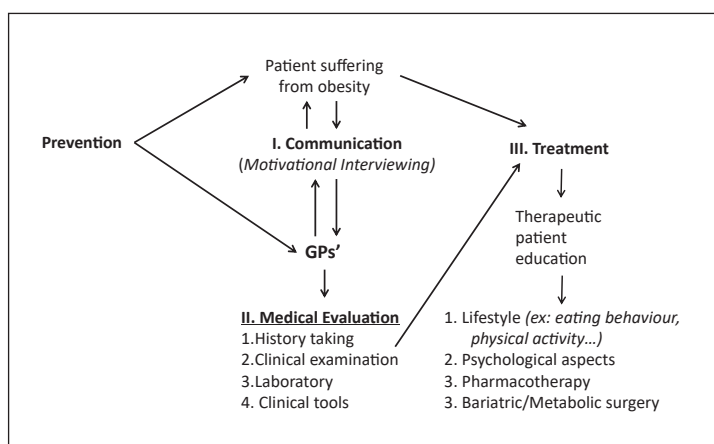 Patient suffering
from obesity
Prevention
I. Communication
(Motivational Interviewing)
III. Treatment
Therapeutic
patient
education
GPs’
II. Medical Evaluation
1.History taking
2.Clinical examination
3.Laboratory
4. Clinical tools
1. Lifestyle (ex: eating behaviour,
physical activity…)
2. Psychological aspects
3. Pharmacotherapy
3. Bariatric/Metabolic surgery